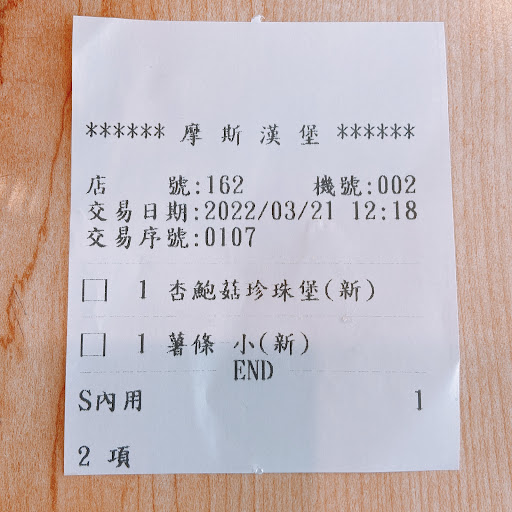 ****** 摩 斯 漢 堡 ******
店 號:162 機號:002
交易日期:2022/03/21 12:18
交易序號:0107
□ 1 杏鮑菇珍珠堡(新)
□ 1 薯條 小(新)
END
S內用 1
2 項